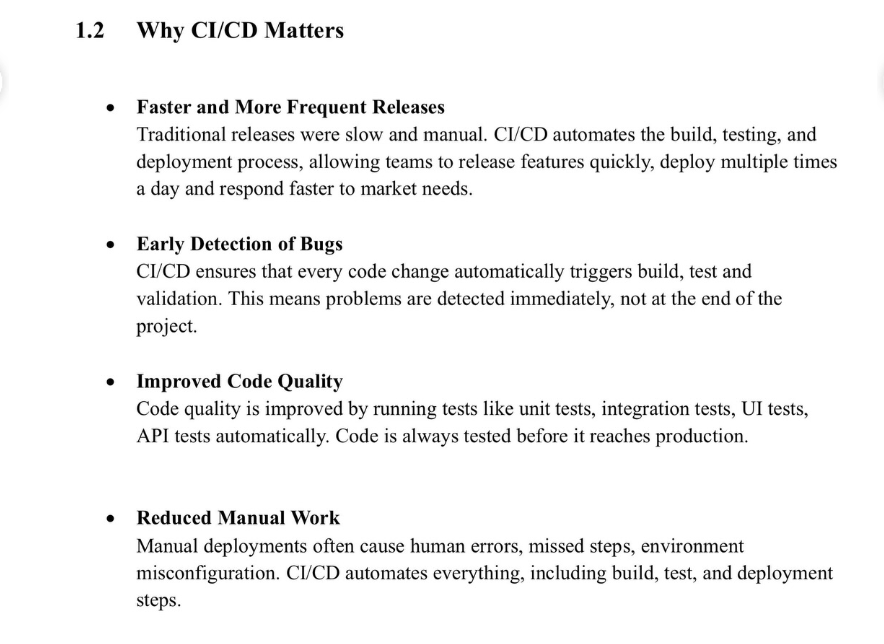 1.2 Why CI/CD Matters
• Faster and More Frequent Releases
Traditional releases were slow and manual. CI/CD automates the build, testing, and
deployment process, allowing teams to release features quickly, deploy multiple times
a day and respond faster to market needs.
• Early Detection of Bugs
CI/CD ensures that every code change automatically triggers build, test and
validation. This means problems are detected immediately, not at the end of the
project.
• Improved Code Quality
Code quality is improved by running tests like unit tests, integration tests, UI tests,
API tests automatically. Code is always tested before it reaches production.
• Reduced Manual Work
Manual deployments often cause human errors, missed steps, environment
misconfiguration. CI/CD automates everything, including build, test, and deployment
steps.